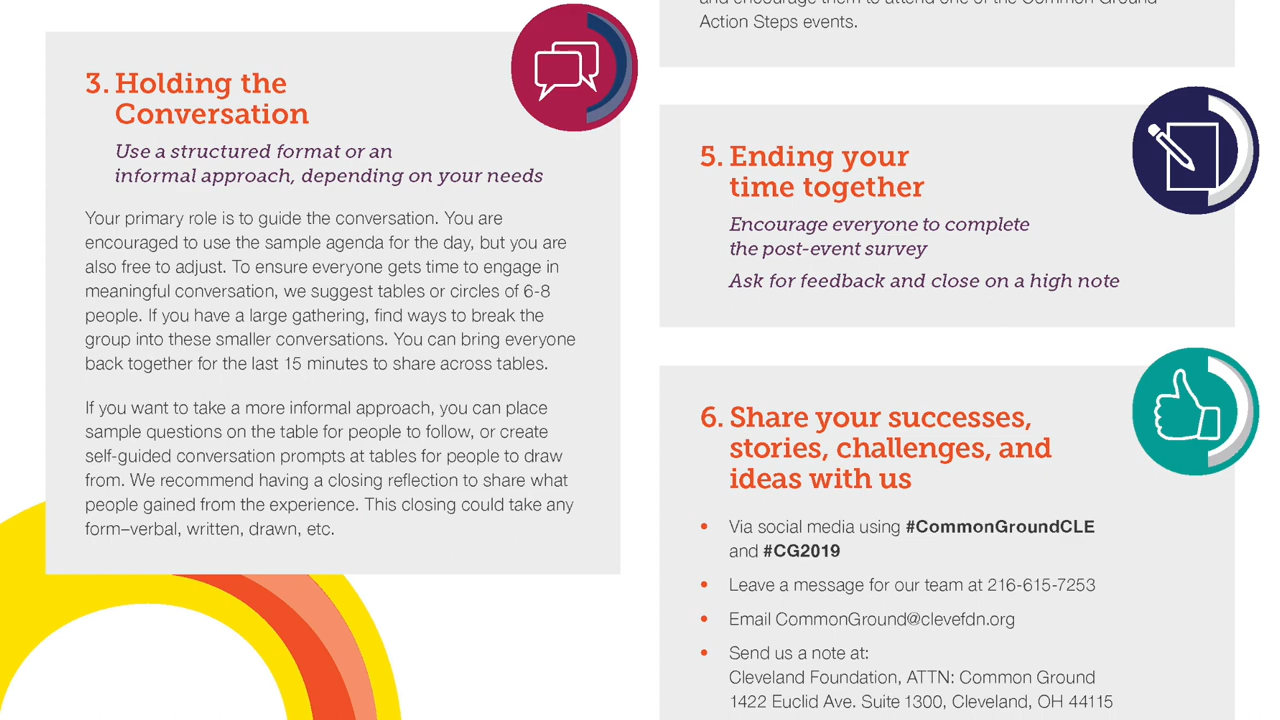 3. Holding the
Conversation
Use a structured format or an
informal approach, depending on your needs
Your primary role is to guide the conversation. You are
encouraged to use the sample agenda for the day, but you are
also free to adjust. To ensure everyone gets time to engage in
meaningful conversation, we suggest tables or circles of 6-8
people. If you have a large gathering, find ways to break the
group into these smaller conversations. You can bring everyone
back together for the last 15 minutes to share across tables.
If you want to take a more informal approach, you can place
sample questions on the table for people to follow, or create
self-guided conversation prompts at tables for people to draw
from. We recommend having a closing reflection to share what
people gained from the experience. This closing could take any
form–verbal, written, drawn, etc.
and encourage them to attend one of the Common Ground
Action Steps events.
5. Ending your
time together
Encourage everyone to complete
the post-event survey
Ask for feedback and close on a high note
6. Share your successes,
stories, challenges, and
ideas with us
• Via social media using #CommonGroundCLE
and #CG2019
• Leave a message for our team at 216-615-7253
• Email CommonGround@clevefdn.org
• Send us a note at:
Cleveland Foundation, ATTN: Common Ground
1422 Euclid Ave. Suite 1300, Cleveland, OH 44115